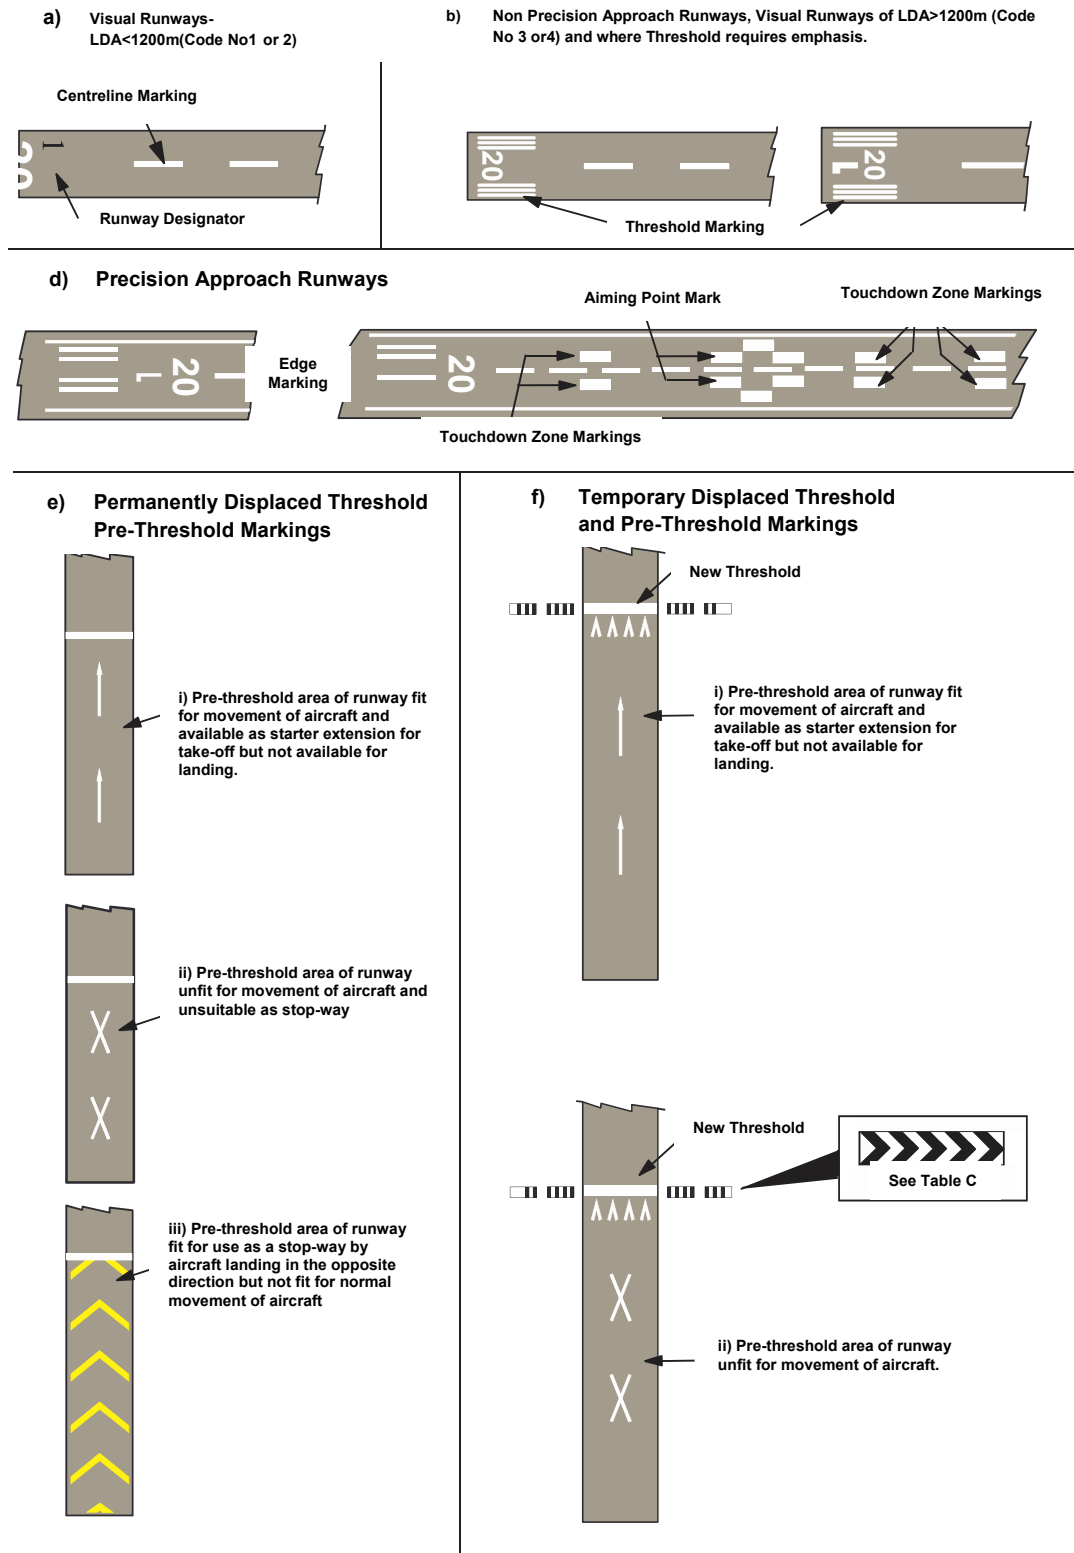 a) Visual Runways-
LDA<1200m(Code No1 or 2)
b) Non Precision Approach Runways, Visual Runways of LDA>1200m (Code
No 3 or4) and where Threshold requires emphasis.
Centreline Marking
20
1
Runway Designator
20
20
L
Threshold Marking
d) Precision Approach Runways
Aiming Point Mark
Touchdown Zone Markings
20
L
Edge
Marking
20
Touchdown Zone Markings
e) Permanently Displaced Threshold
Pre-Threshold Markings
i) Pre-threshold area of runway fit
for movement of aircraft and
available as starter extension for
take-off but not available for
landing.
ii) Pre-threshold area of runway
unfit for movement of aircraft and
unsuitable as stop-way
iii) Pre-threshold area of runway
fit for use as a stop-way by
aircraft landing in the opposite
direction but not fit for normal
movement of aircraft
f) Temporary Displaced Threshold
and Pre-Threshold Markings
New Threshold
i) Pre-threshold area of runway fit
for movement of aircraft and
available as starter extension for
take-off but not available for
landing.
New Threshold
See Table C
ii) Pre-threshold area of runway
unfit for movement of aircraft.